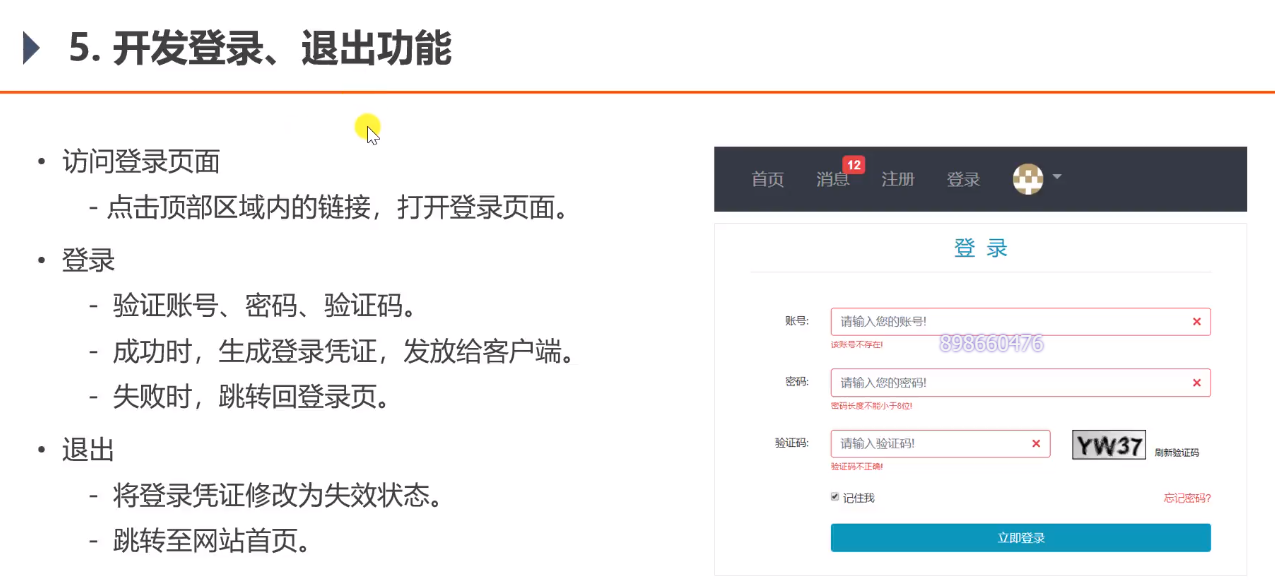 5. 开发登录、退出功能
• 访问登录页面
- 点击顶部区域内的链接，打开登录页面。
• 登录
- 验证账号、密码、验证码。
- 成功时，生成登录凭证，发放给客户端。
- 失败时，跳转回登录页。
• 退出
- 将登录凭证修改为失效状态。
- 跳转至网站首页。
首页 消息 12 注册 登录
登 录
账号: 请输入您的账号!
该账号不存在!
898660476
密码: 请输入您的密码!
密码长度不能小于8位!
验证码: 请输入验证码! YW37 刷新验证码
验证码不正确!
记住我 忘记密码?
立即登录